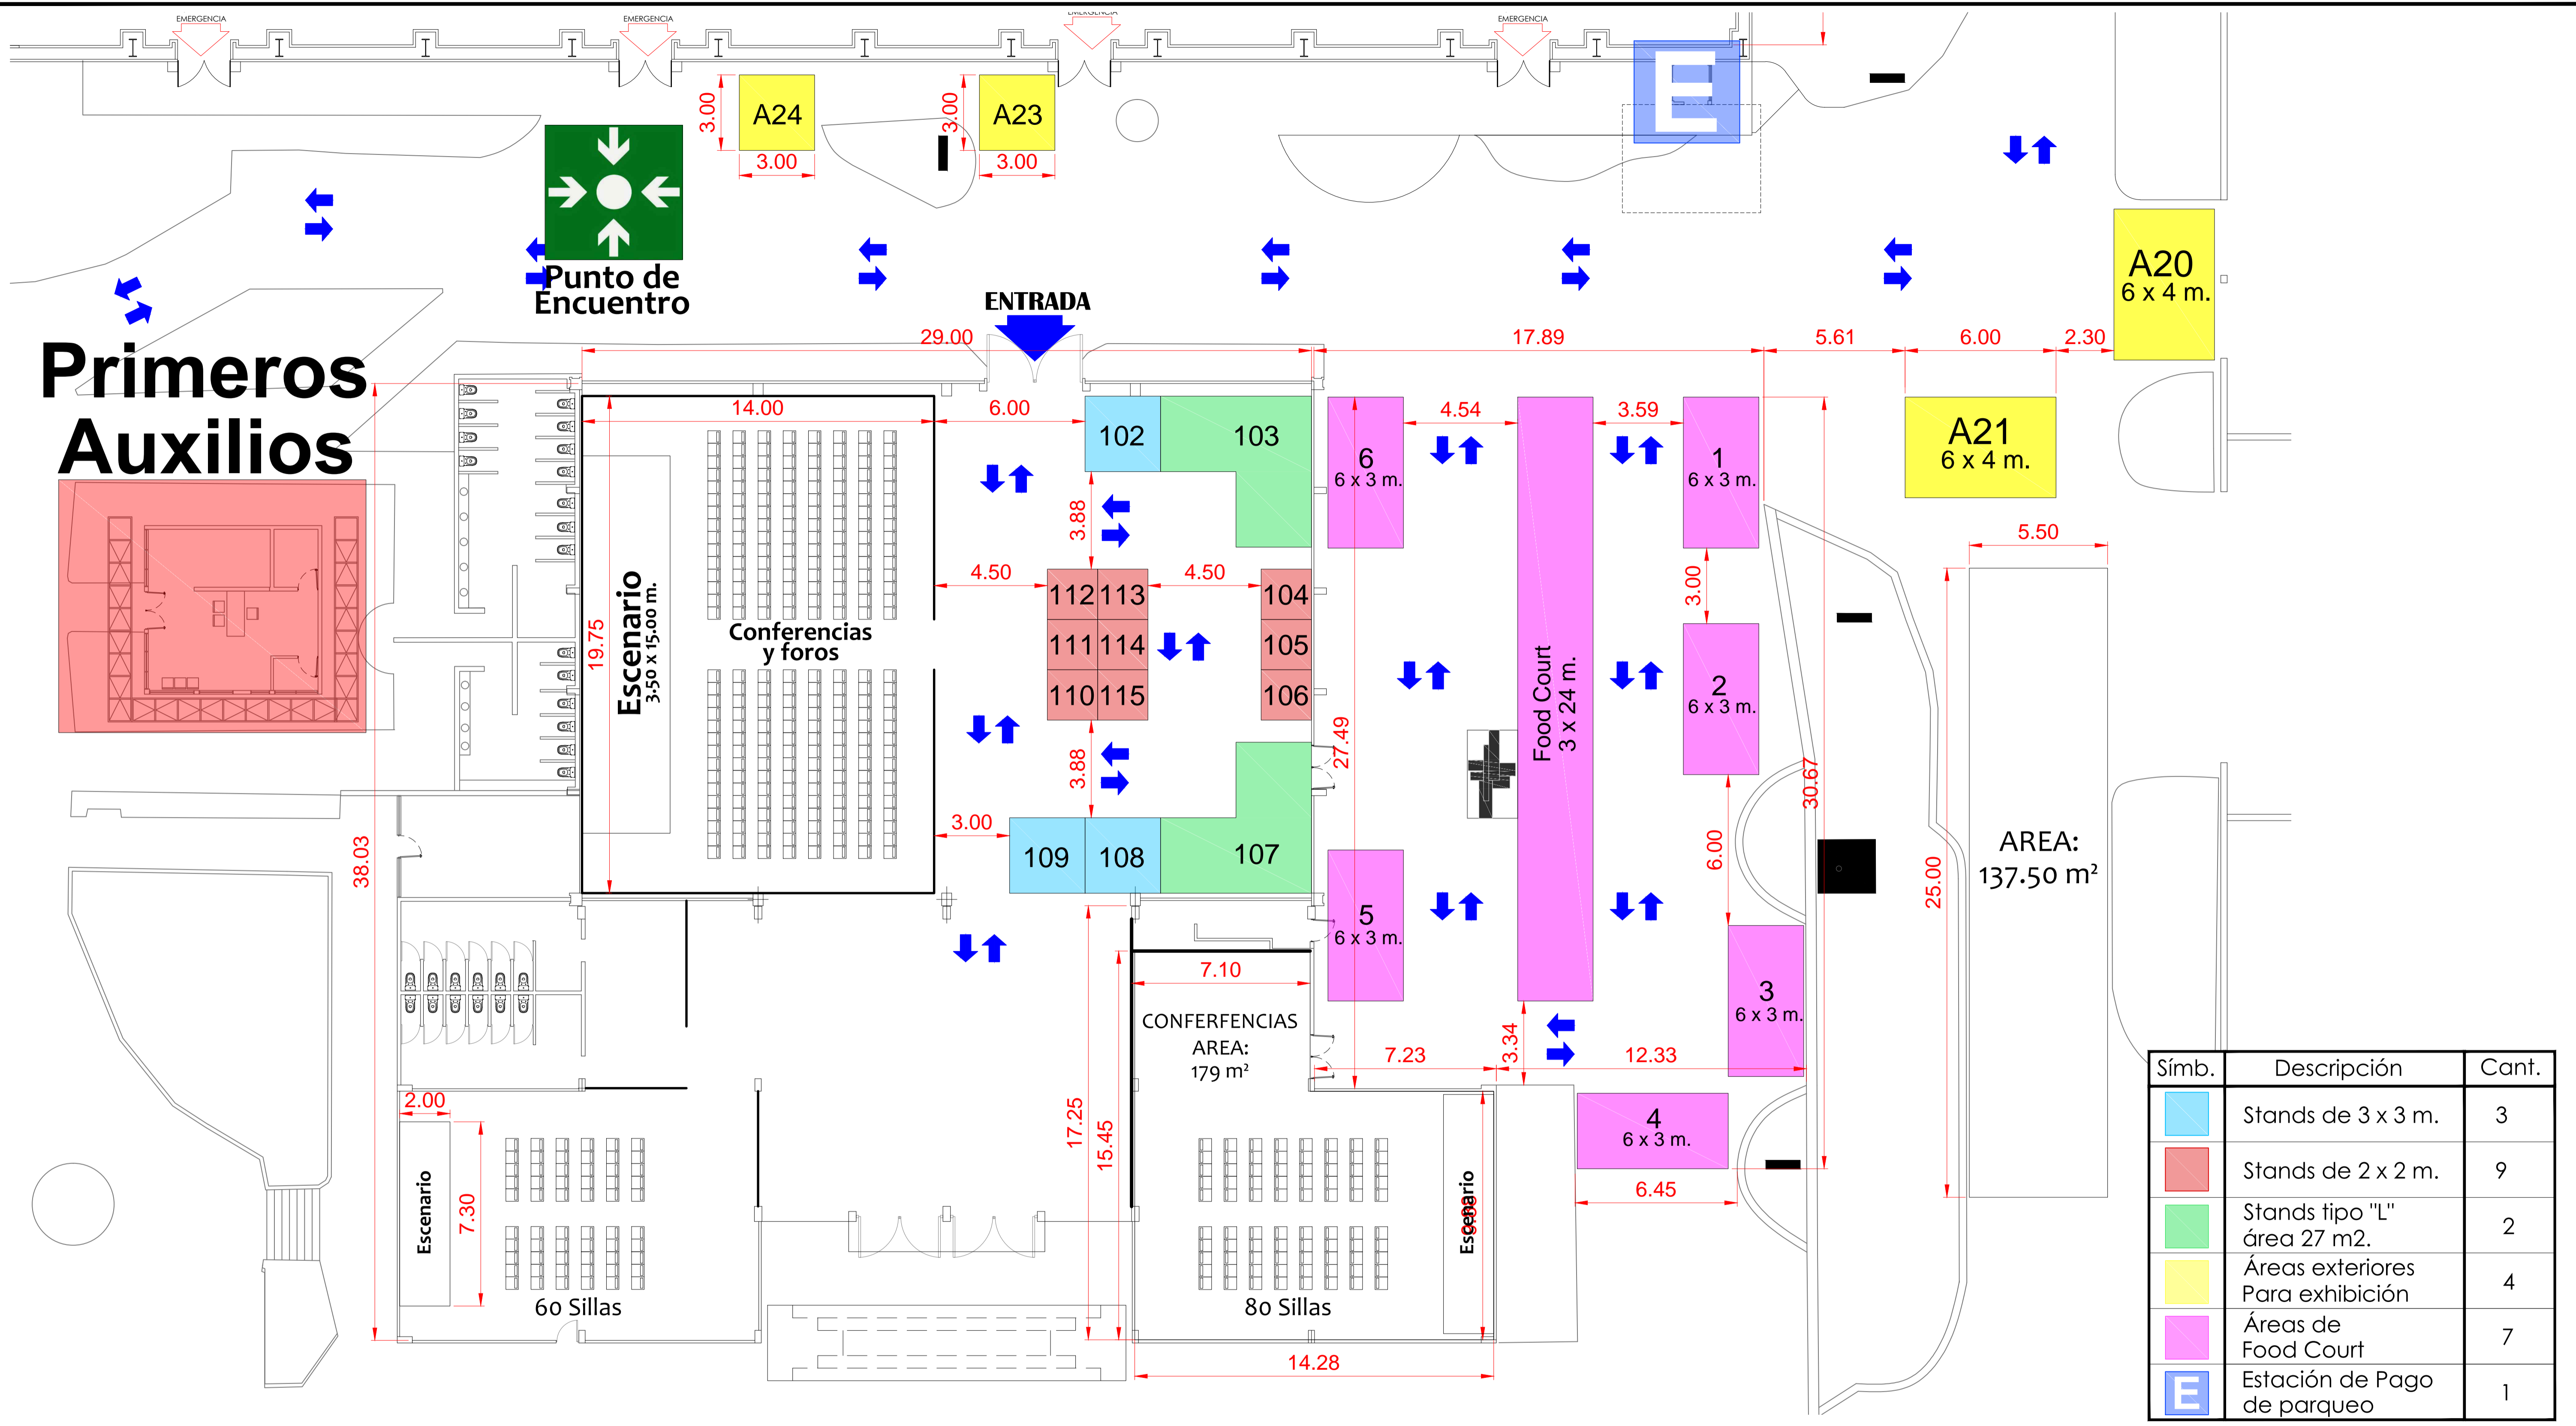 EMERGENCIA
EMERGENCIA
EMERGENCIA
EMERGENCIA
E
3.00
A24
3.00
3.00
A23
3.00
Punto de
Encuentro
ENTRADA
A20
6 x 4 m.
29.00
17.89
5.61
6.00
2.30
Primeros
Auxilios
14.00
6.00
102
103
4.54
3.59
6
6 x 3 m.
1
6 x 3 m.
A21
6 x 4 m.
3.88
5.50
4.50
4.50
3.00
112
113
104
111
114
105
110
115
106
Escenario
3.50 x 15.00 m.
19.75
Conferencias
y foros
Food Court
3 x 24 m.
2
6 x 3 m.
27.49
30.67
3.88
6.00
38.03
3.00
109
108
107
25.00
AREA:
137.50 m²
5
6 x 3 m.
7.10
3
6 x 3 m.
CONFERFENCIAS
AREA:
179 m²
3.34
7.23
12.33
2.00
17.25
15.45
4
6 x 3 m.
6.45
Escenario
7.30
Escenario
60 Sillas
80 Sillas
14.28
Símb. Descripción Cant.
Stands de 3 x 3 m. 3
Stands de 2 x 2 m. 9
Stands tipo "L"
área 27 m2. 2
Áreas exteriores
Para exhibición 4
Áreas de
Food Court 7
E Estación de Pago
de parqueo 1